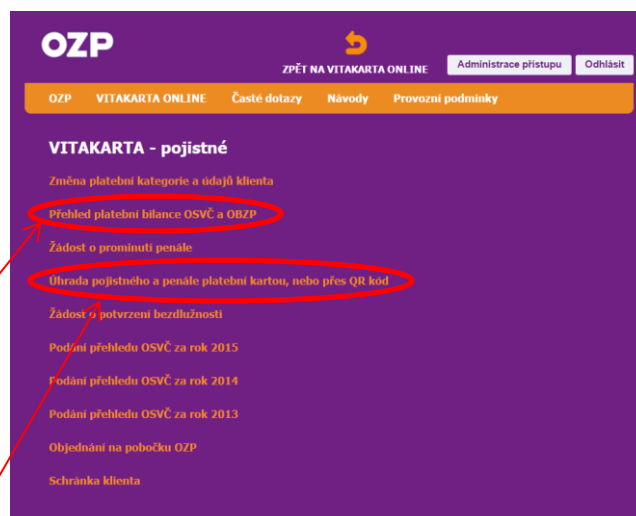 OZP
ZPĚT NA VITAKARTA ONLINE
Administrace přístupu
Odhlásit
OZP VITAKARTA ONLINE Časté dotazy Návody Provozní podmínky
VITAKARTA - pojistné
Změna platební kategorie a údajů klienta
Přehled platební bilance OSVČ a OBZP
Žádost o prominutí penále
Úhrada pojistného a penále platební kartou, nebo přes QR kód
Žádost o potvrzení bezdlužnosti
Podání přehledu OSVČ za rok 2015
Podání přehledu OSVČ za rok 2014
Podání přehledu OSVČ za rok 2013
Objednání na pobočku OZP
Schránka klienta